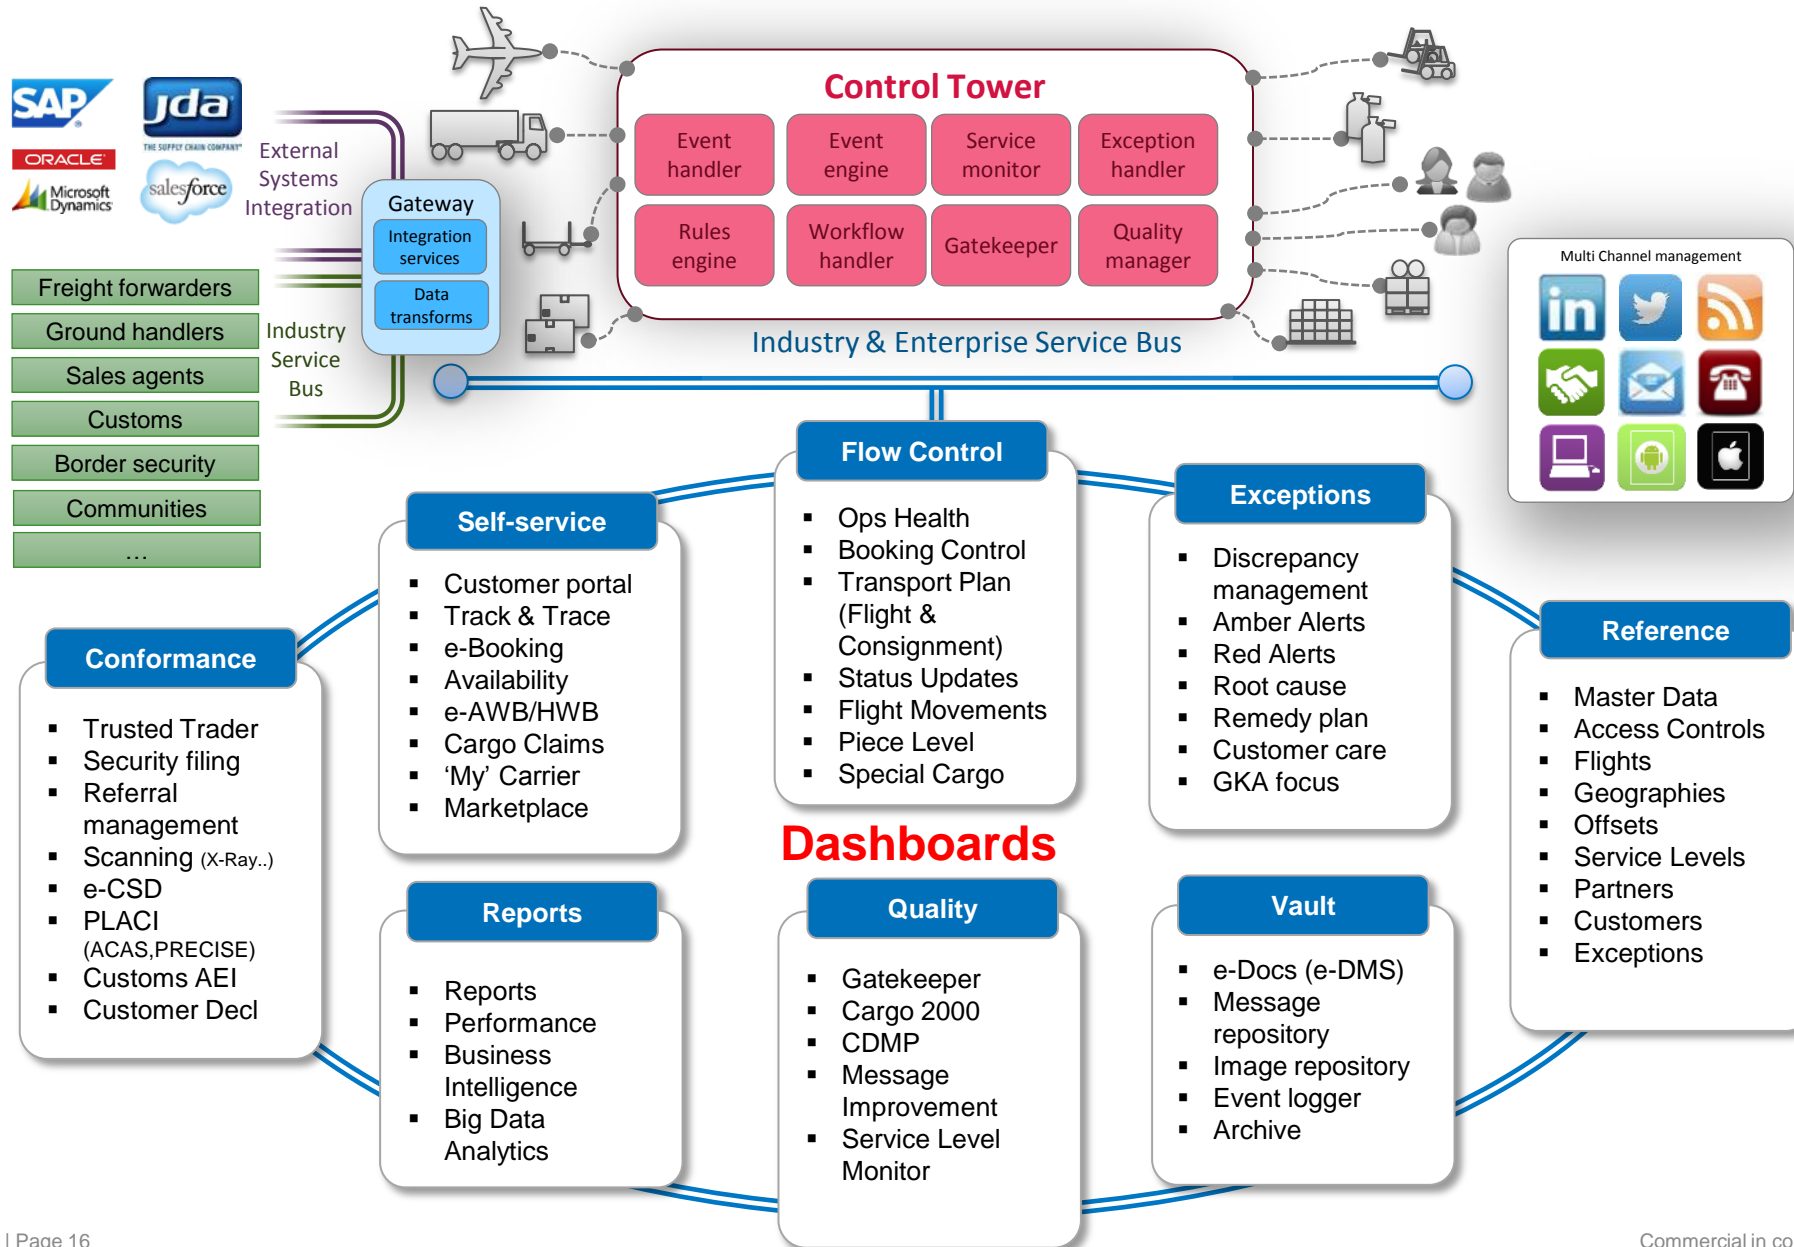 SAP
jda
THE SUPPLY CHAIN COMPANY
ORACLE
Microsoft
Dynamics
salesforce
External
Systems
Integration
Gateway
Integration
services
Data
transforms
Freight forwarders
Ground handlers
Sales agents
Customs
Border security
Communities
...
Industry
Service
Bus
Control Tower
Event
handler
Event
engine
Service
monitor
Exception
handler
Rules
engine
Workflow
handler
Gatekeeper
Quality
manager
Industry & Enterprise Service Bus
Multi Channel management
in
Flow Control
▪ Ops Health
▪ Booking Control
▪ Transport Plan
(Flight &
Consignment)
▪ Status Updates
▪ Flight Movements
▪ Piece Level
▪ Special Cargo
Self-service
▪ Customer portal
▪ Track & Trace
▪ e-Booking
▪ Availability
▪ e-AWB/HWB
▪ Cargo Claims
▪ ‘My’ Carrier
▪ Marketplace
Exceptions
▪ Discrepancy
management
▪ Amber Alerts
▪ Red Alerts
▪ Root cause
▪ Remedy plan
▪ Customer care
▪ GKA focus
Conformance
▪ Trusted Trader
▪ Security filing
▪ Referral
management
▪ Scanning (X-Ray..)
▪ e-CSD
▪ PLACI
(ACAS,PRECISE)
▪ Customs AEI
▪ Customer Decl
Reference
▪ Master Data
▪ Access Controls
▪ Flights
▪ Geographies
▪ Offsets
▪ Service Levels
▪ Partners
▪ Customers
▪ Exceptions
Dashboards
Reports
▪ Reports
▪ Performance
▪ Business
Intelligence
▪ Big Data
Analytics
Quality
▪ Gatekeeper
▪ Cargo 2000
▪ CDMP
▪ Message
Improvement
▪ Service Level
Monitor
Vault
▪ e-Docs (e-DMS)
▪ Message
repository
▪ Image repository
▪ Event logger
▪ Archive
| Page 16
Commercial in co